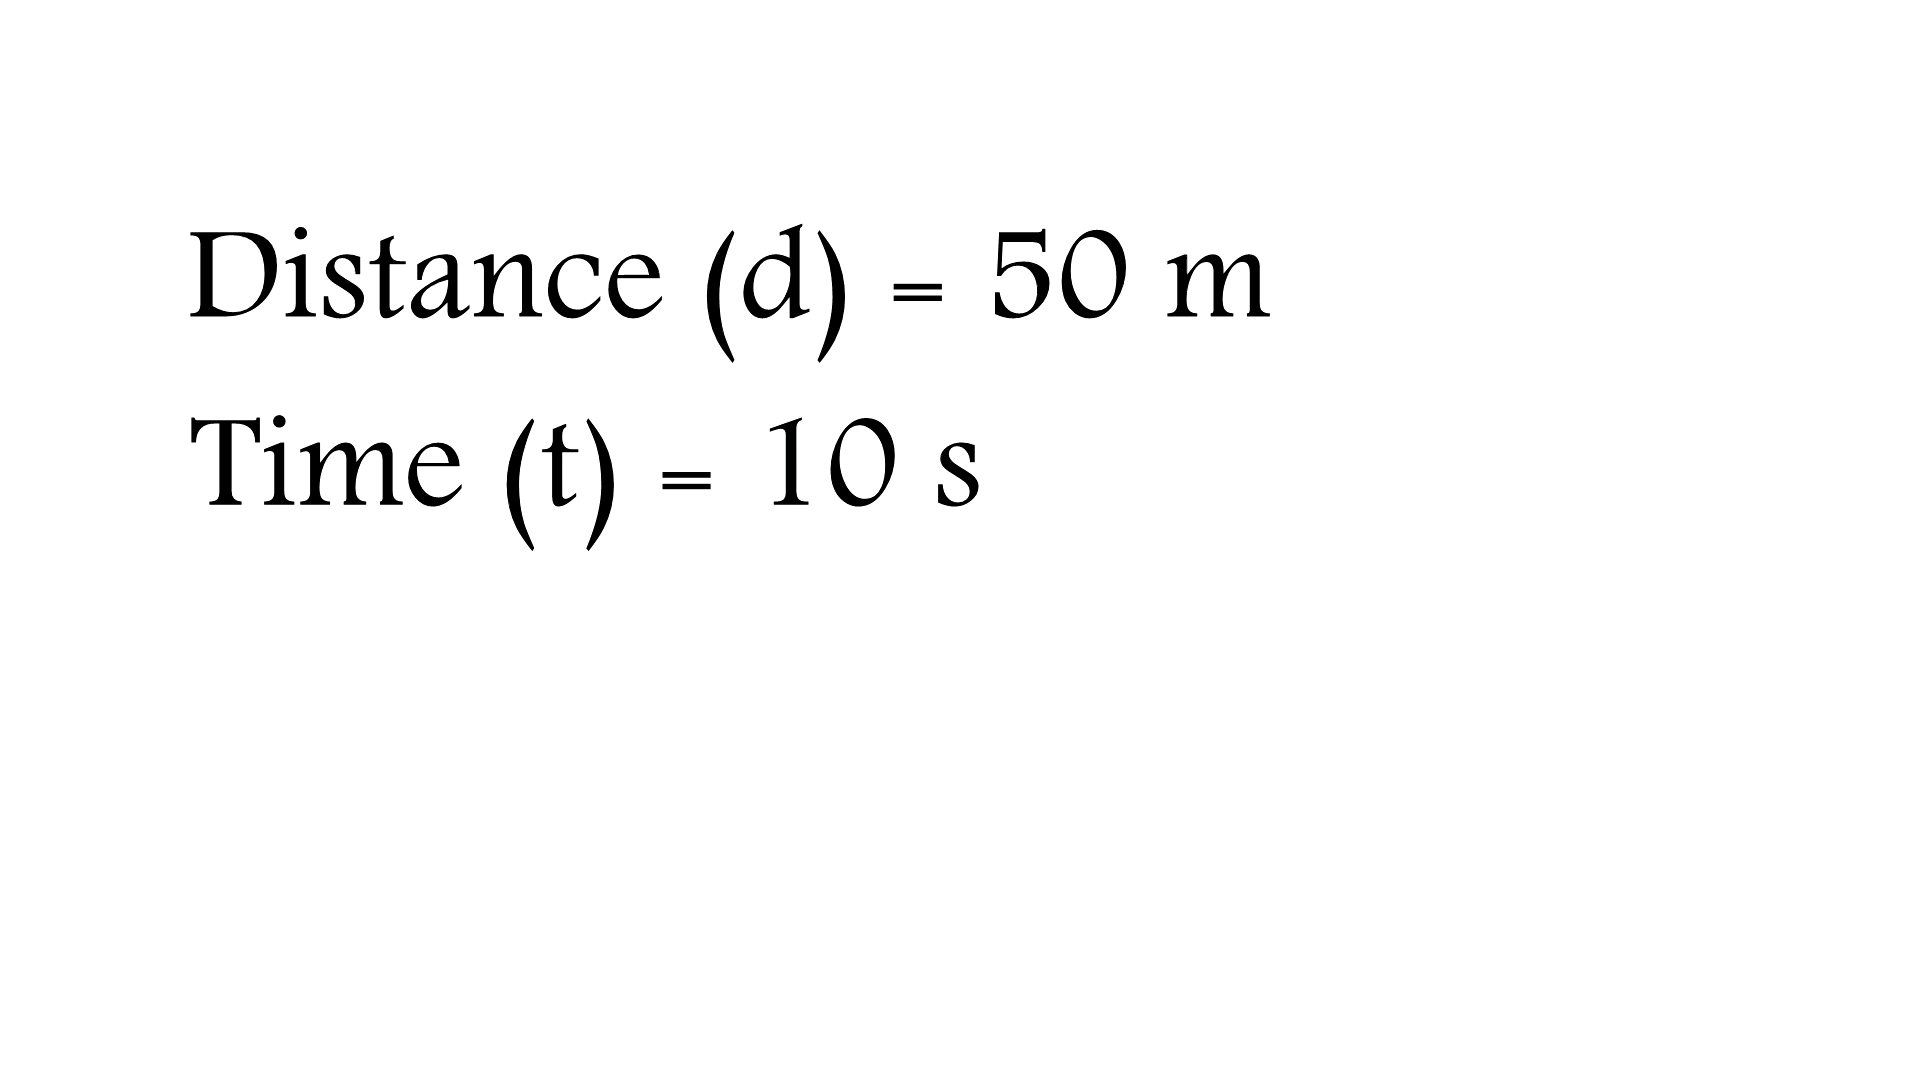 Distance (d) = 50 m
Time (t) = 10 s